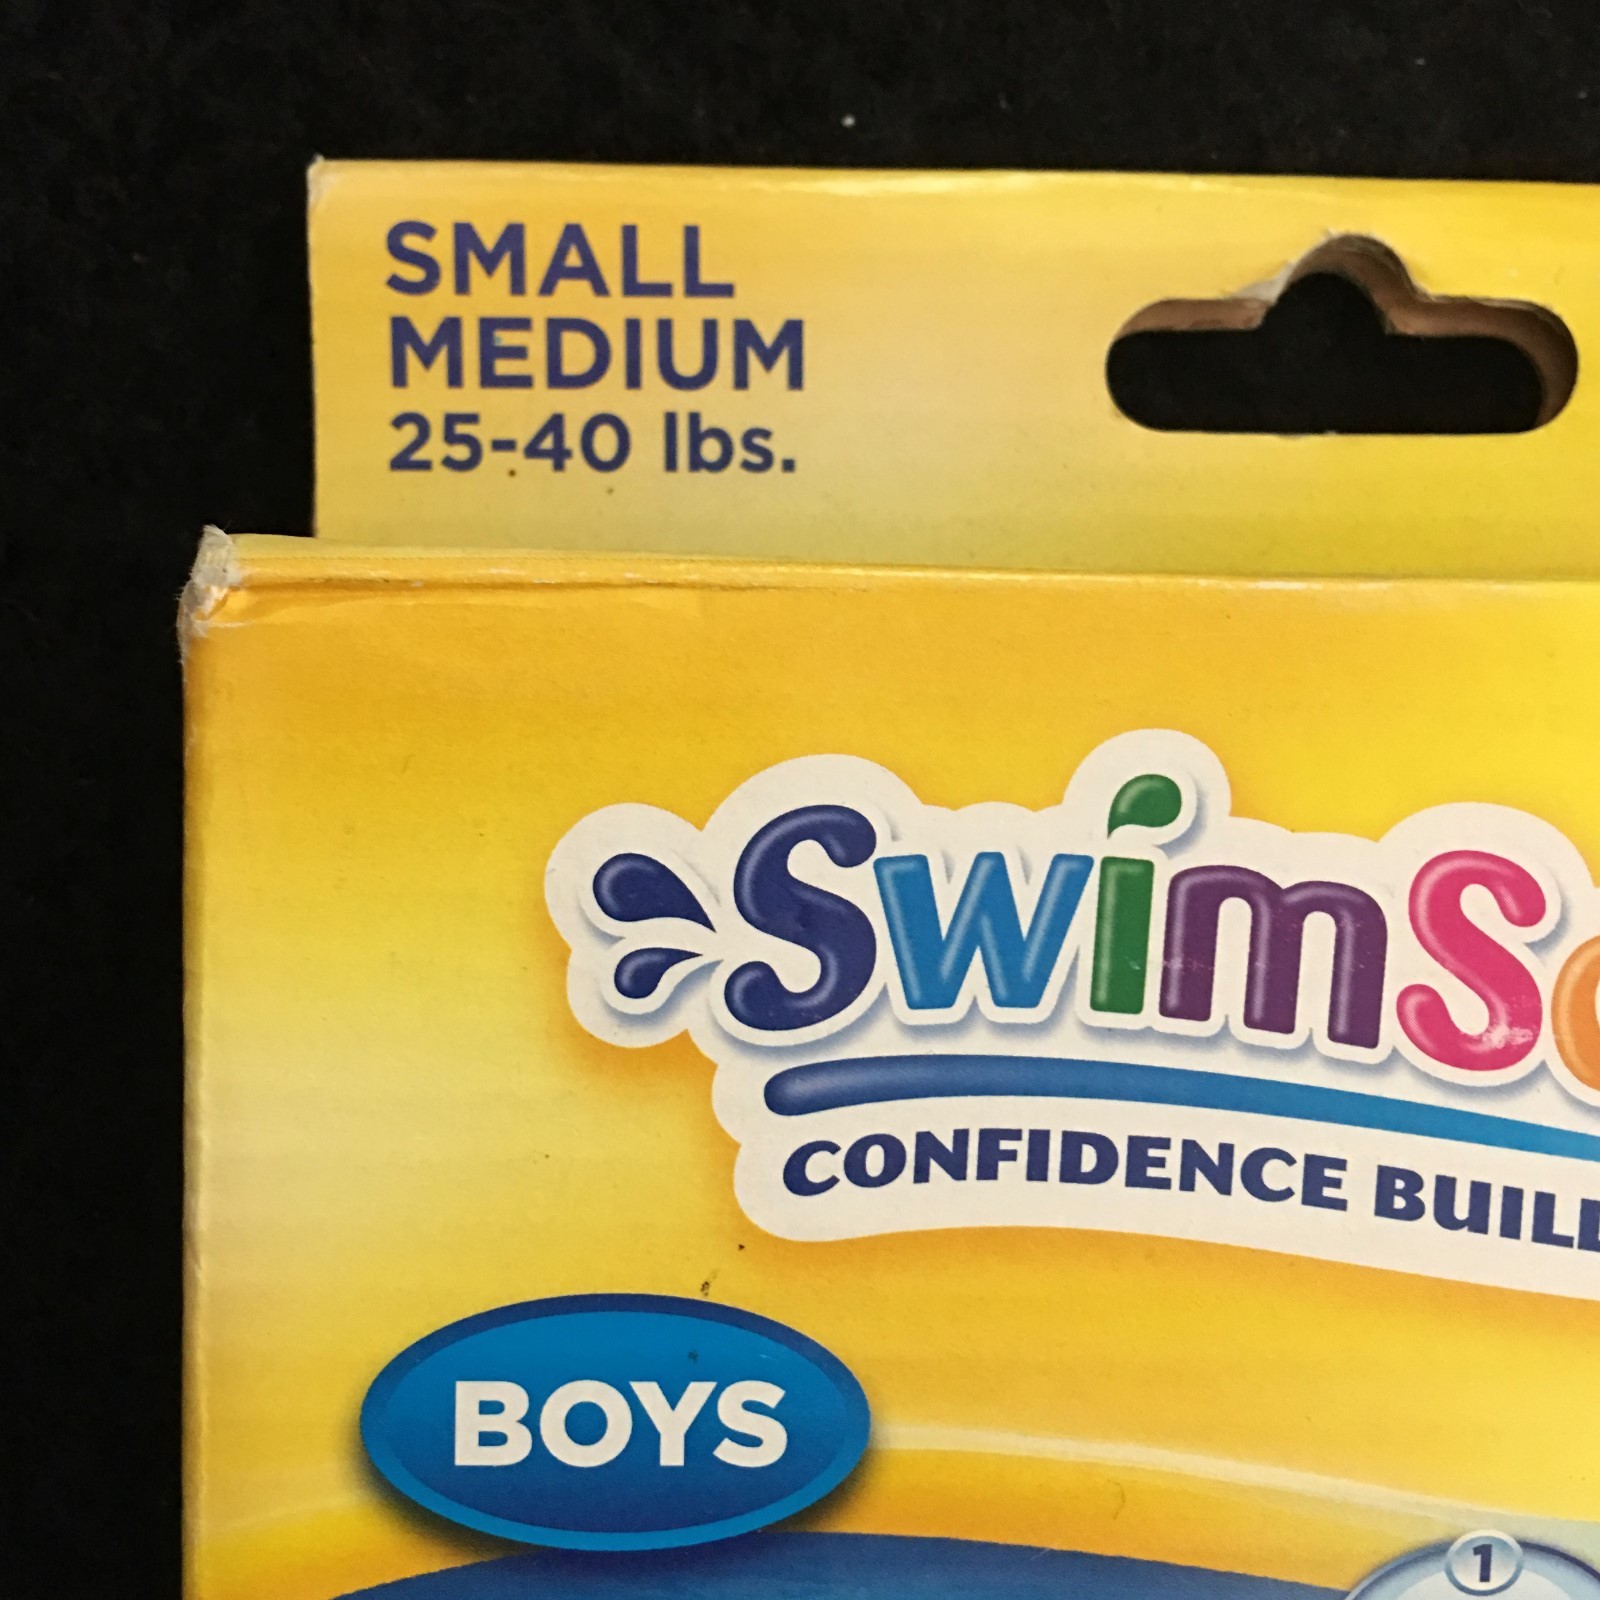 SMALL
MEDIUM
25-40 lbs.
SwimS
CONFIDENCE BUIL
BOYS
1